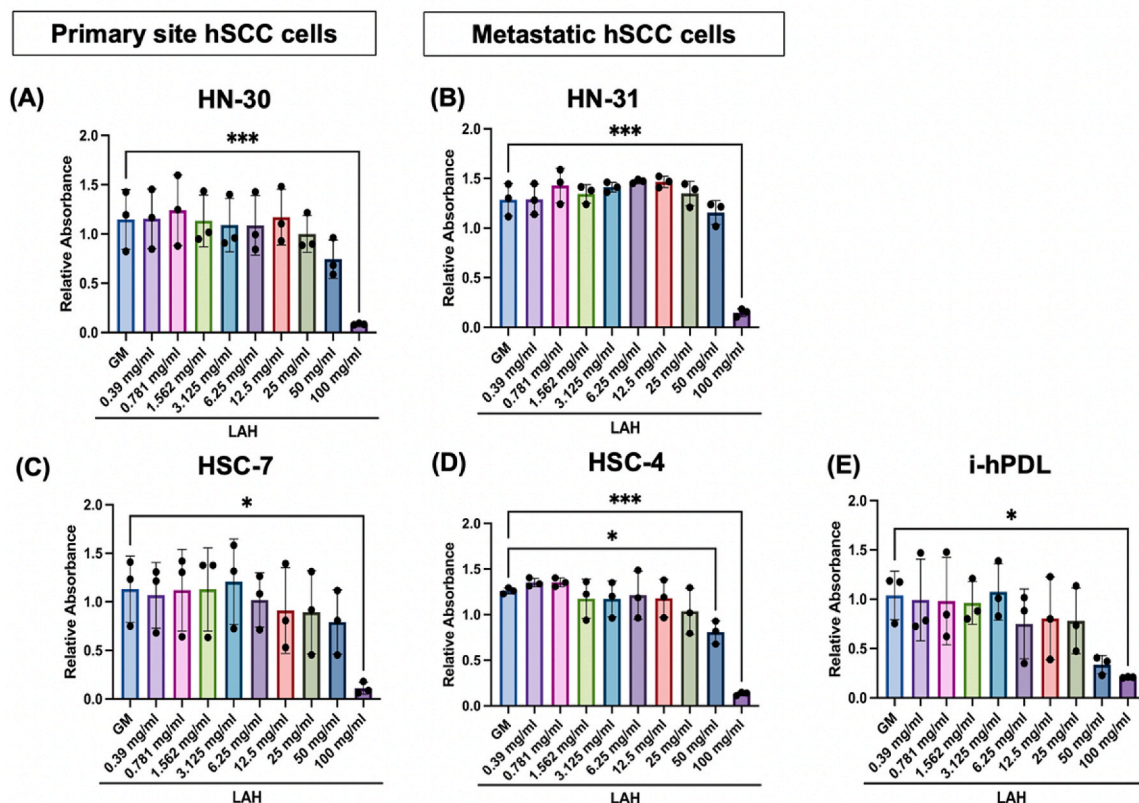 Primary site hSCC cells
Metastatic hSCC cells
(A)
HN-30
Relative Absorbance
2.0
1.5
1.0
0.5
0.0
***
GM
0.39 mg/ml
0.781 mg/ml
1.562 mg/ml
3.125 mg/ml
6.25 mg/ml
12.5 mg/ml
25 mg/ml
50 mg/ml
100 mg/ml
LAH
(B)
HN-31
Relative Absorbance
2.0
1.5
1.0
0.5
0.0
***
GM
0.39 mg/ml
0.781 mg/ml
1.562 mg/ml
3.125 mg/ml
6.25 mg/ml
12.5 mg/ml
25 mg/ml
50 mg/ml
100 mg/ml
LAH
(C)
HSC-7
Relative Absorbance
2.0
1.5
1.0
0.5
0.0
*
GM
0.39 mg/ml
0.781 mg/ml
1.562 mg/ml
3.125 mg/ml
6.25 mg/ml
12.5 mg/ml
25 mg/ml
50 mg/ml
100 mg/ml
LAH
(D)
HSC-4
Relative Absorbance
2.0
1.5
1.0
0.5
0.0
***
*
GM
0.39 mg/ml
0.781 mg/ml
1.562 mg/ml
3.125 mg/ml
6.25 mg/ml
12.5 mg/ml
25 mg/ml
50 mg/ml
100 mg/ml
LAH
(E)
i-hPDL
Relative Absorbance
2.0
1.5
1.0
0.5
0.0
*
GM
0.39 mg/ml
0.781 mg/ml
1.562 mg/ml
3.125 mg/ml
6.25 mg/ml
12.5 mg/ml
25 mg/ml
50 mg/ml
100 mg/ml
LAH